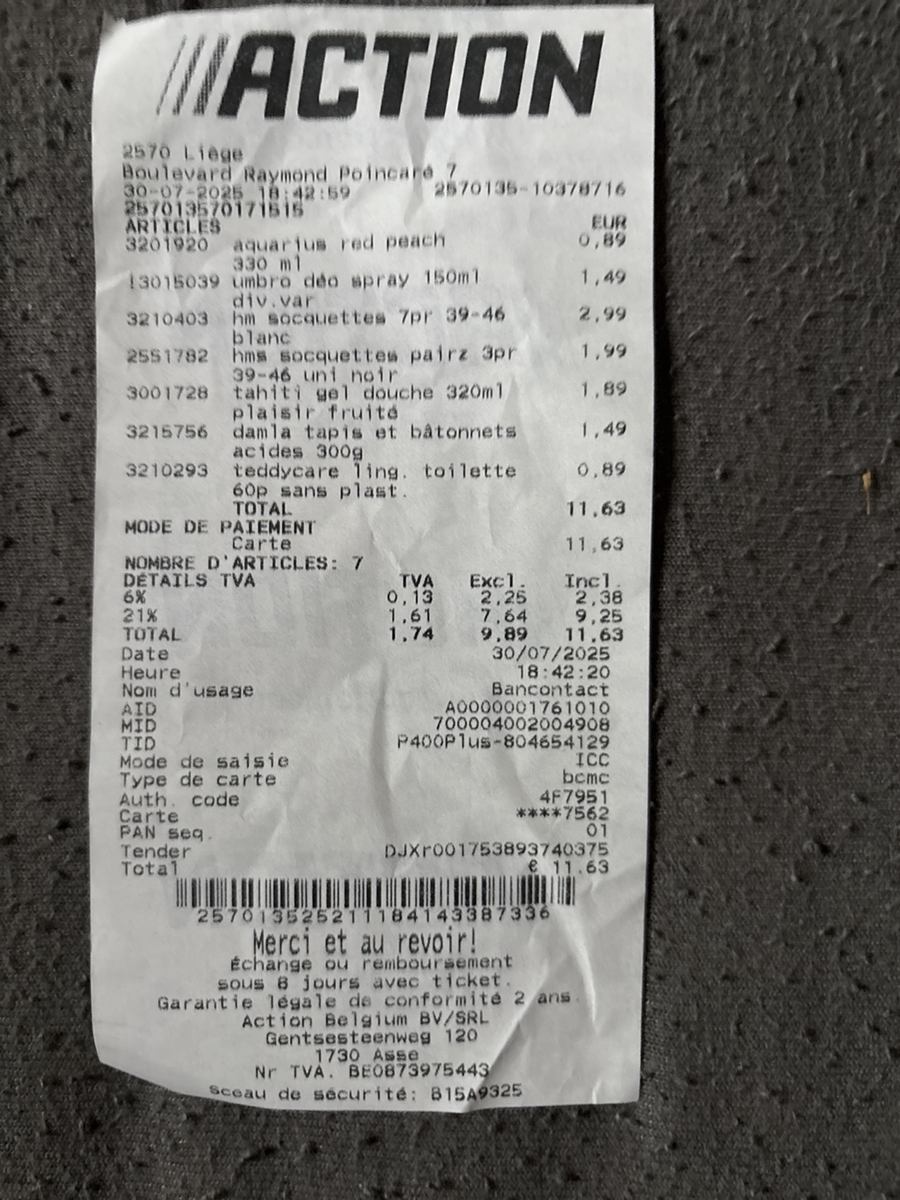 ///ACTION
2570 Liège
Boulevard Raymond Poincaré 7
30-07-2025 18:42:59 2570135-10378716
257013570171515
ARTICLES EUR
3201920 aquarius red peach 0,89
330 ml
!3015039 umbro déo spray 150ml 1,49
div.var
3210403 hm socquettes 7pr 39-46 2,99
blanc
2551782 hms socquettes pairz 3pr 1,99
39-46 uni noir
3001728 tahiti gel douche 320ml 1,89
plaisir fruité
3215756 damla tapis et bâtonnets 1,49
acides 300g
3210293 teddycare ling. toilette 0,89
60p sans plast.
TOTAL 11,63
MODE DE PAIEMENT
Carte 11,63
NOMBRE D'ARTICLES: 7
DÉTAILS TVA TVA Excl. Incl.
6% 0,13 2,25 2,38
21% 1,61 7,64 9,25
TOTAL 1,74 9,89 11,63
Date 30/07/2025
Heure 18:42:20
Nom d'usage Bancontact
AID A0000001761010
MID 700004002004908
TID P400Plus-804654129
Mode de saisie ICC
Type de carte bcmc
Auth. code 4F7951
Carte ****7562
PAN seq. 01
Tender DJXr001753893740375
Total € 11.63
2570135252111184143387336
Merci et au revoir!
Échange ou remboursement
sous 8 jours avec ticket.
Garantie légale de conformité 2 ans.
Action Belgium BV/SRL
Gentsesteenweg 120
1730 Asse
Nr TVA. BE0873975443
Sceau de sécurité: B15A9325